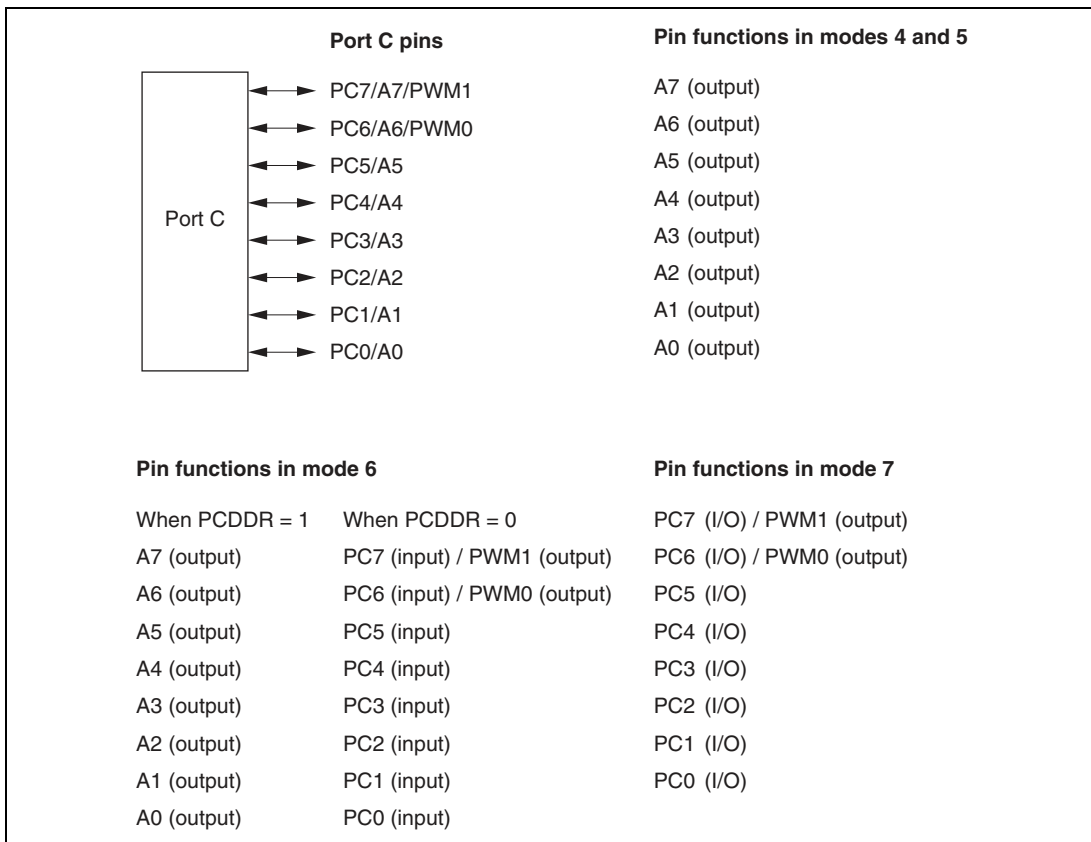 Port C pins
Pin functions in modes 4 and 5
Port C
PC7/A7/PWM1
A7 (output)
PC6/A6/PWM0
A6 (output)
PC5/A5
A5 (output)
PC4/A4
A4 (output)
PC3/A3
A3 (output)
PC2/A2
A2 (output)
PC1/A1
A1 (output)
PC0/A0
A0 (output)
Pin functions in mode 6
Pin functions in mode 7
When PCDDR = 1 When PCDDR = 0 PC7 (I/O) / PWM1 (output)
A7 (output) PC7 (input) / PWM1 (output) PC6 (I/O) / PWM0 (output)
A6 (output) PC6 (input) / PWM0 (output) PC5 (I/O)
A5 (output) PC5 (input) PC4 (I/O)
A4 (output) PC4 (input) PC3 (I/O)
A3 (output) PC3 (input) PC2 (I/O)
A2 (output) PC2 (input) PC1 (I/O)
A1 (output) PC1 (input) PC0 (I/O)
A0 (output) PC0 (input)